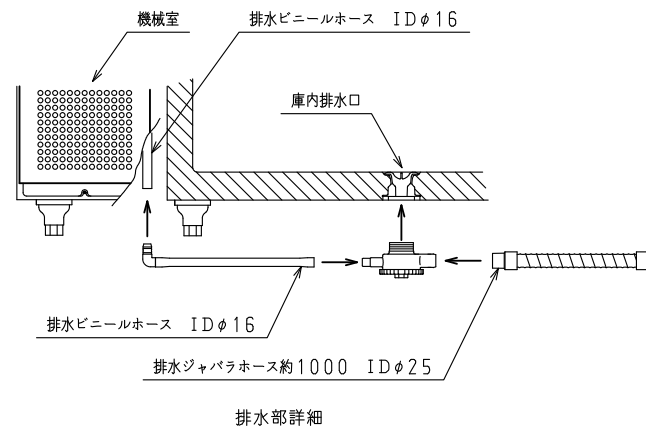 機械室
排水ビニールホース IDφ16
庫内排水口
排水ビニールホース IDφ16
排水ジャバラホース約1000 IDφ25
排水部詳細